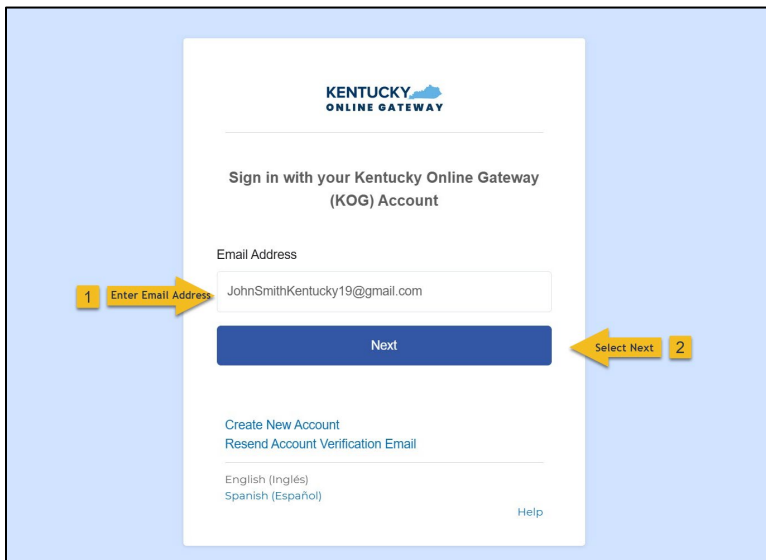 KENTUCKY
ONLINE GATEWAY
Sign in with your Kentucky Online Gateway
(KOG) Account
Email Address
1 Enter Email Address
JohnSmithKentucky19@gmail.com
Next
Select Next 2
Create New Account
Resend Account Verification Email
English (Inglés)
Spanish (Español)
Help